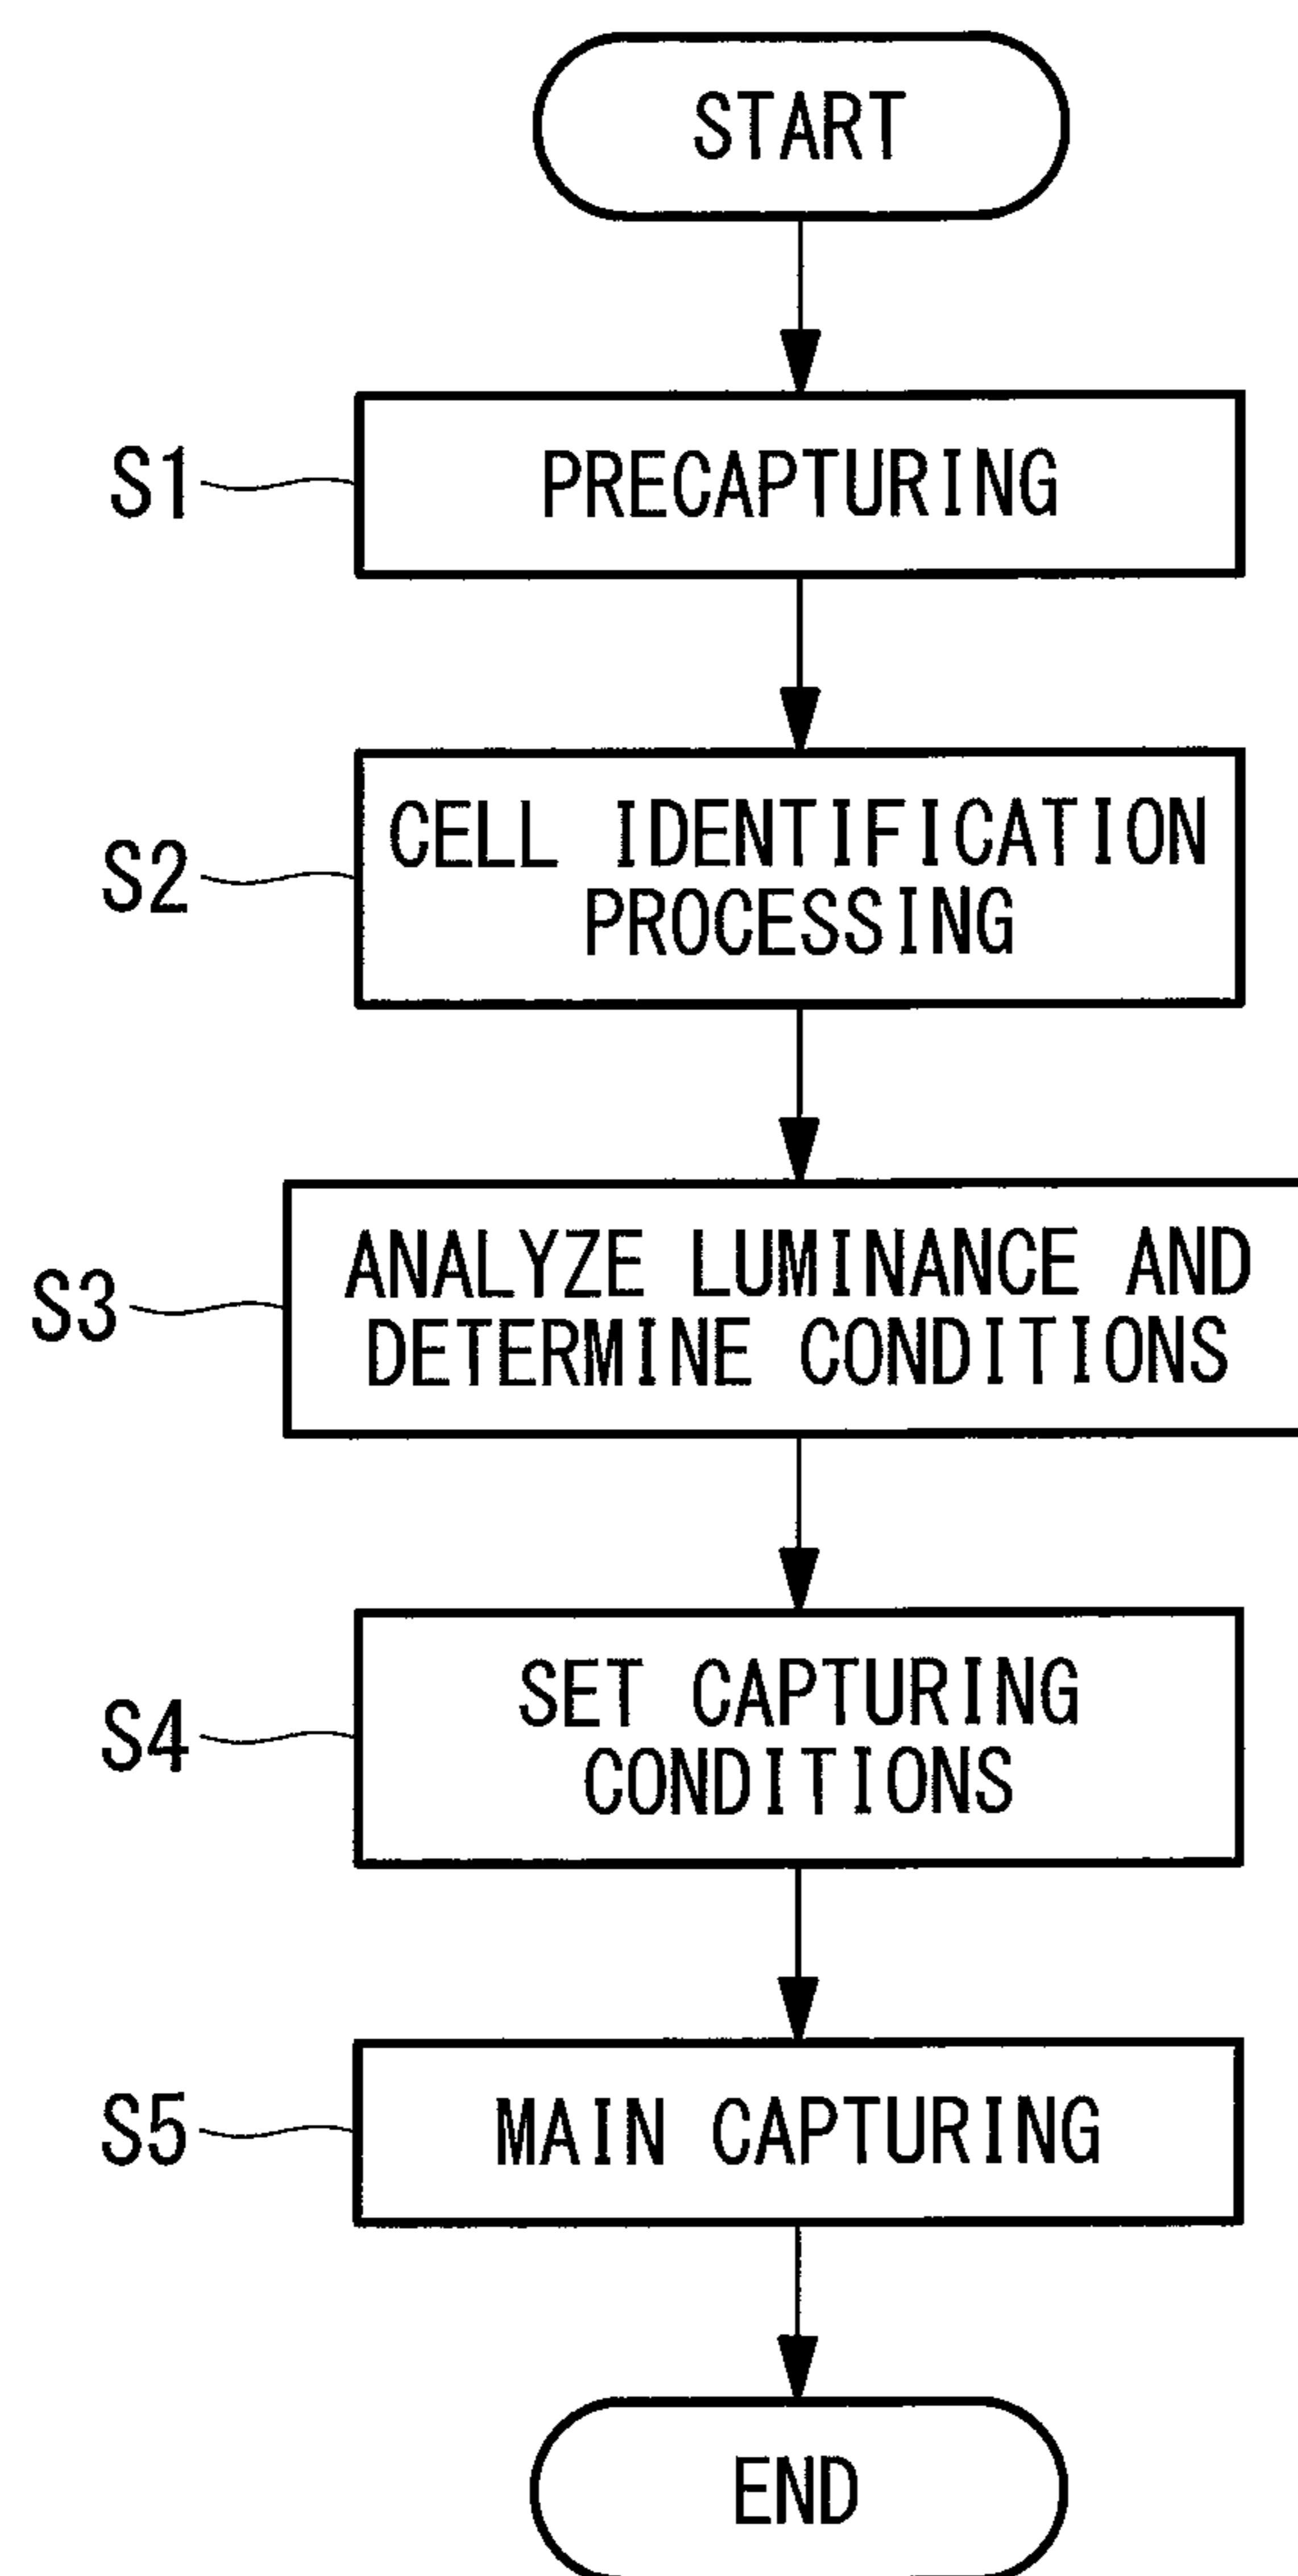 START
S1
PRECAPTURING
S2
CELL IDENTIFICATION
PROCESSING
S3
ANALYZE LUMINANCE AND
DETERMINE CONDITIONS
S4
SET CAPTURING
CONDITIONS
S5
MAIN CAPTURING
END